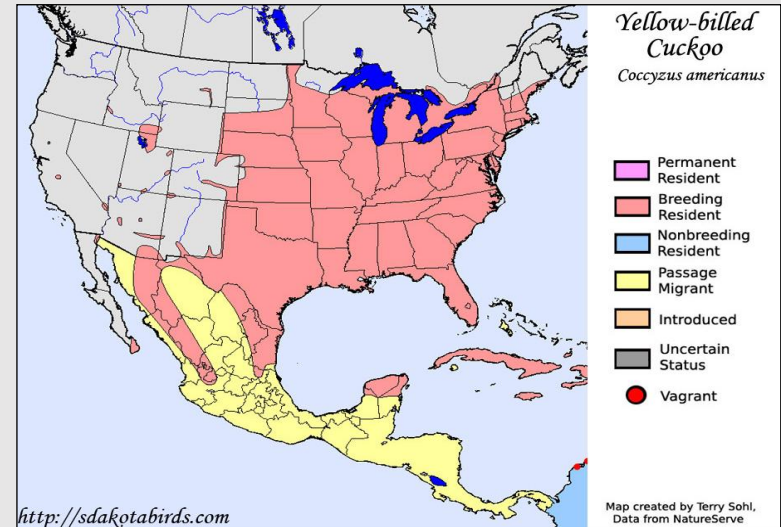 Yellow-billed
Cuckoo
Coccyzus americanus
Permanent
Resident
Breeding
Resident
Nonbreeding
Resident
Passage
Migrant
Introduced
Uncertain
Status
Vagrant
http://sdakotabirds.com
Map created by Terry Sohl,
Data from NatureServe